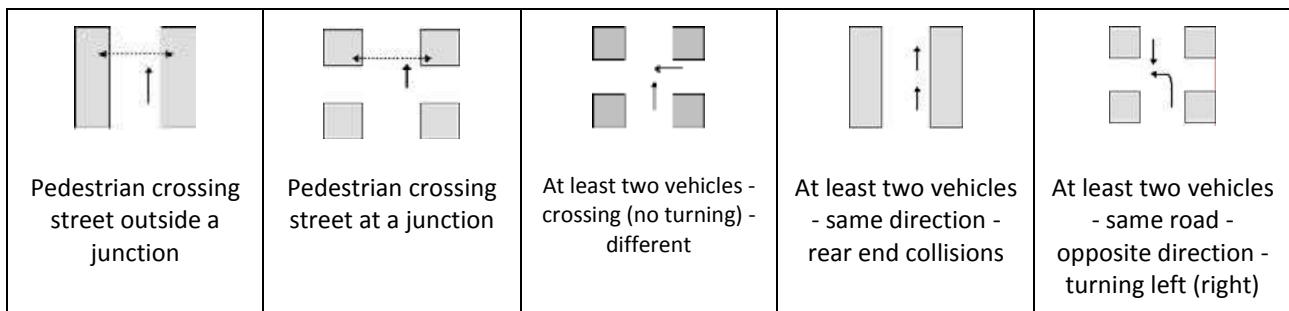 Pedestrian crossing
street outside a
junction
Pedestrian crossing
street at a junction
At least two vehicles -
crossing (no turning) -
different
At least two vehicles
- same direction -
rear end collisions
At least two vehicles
- same road -
opposite direction -
turning left (right)